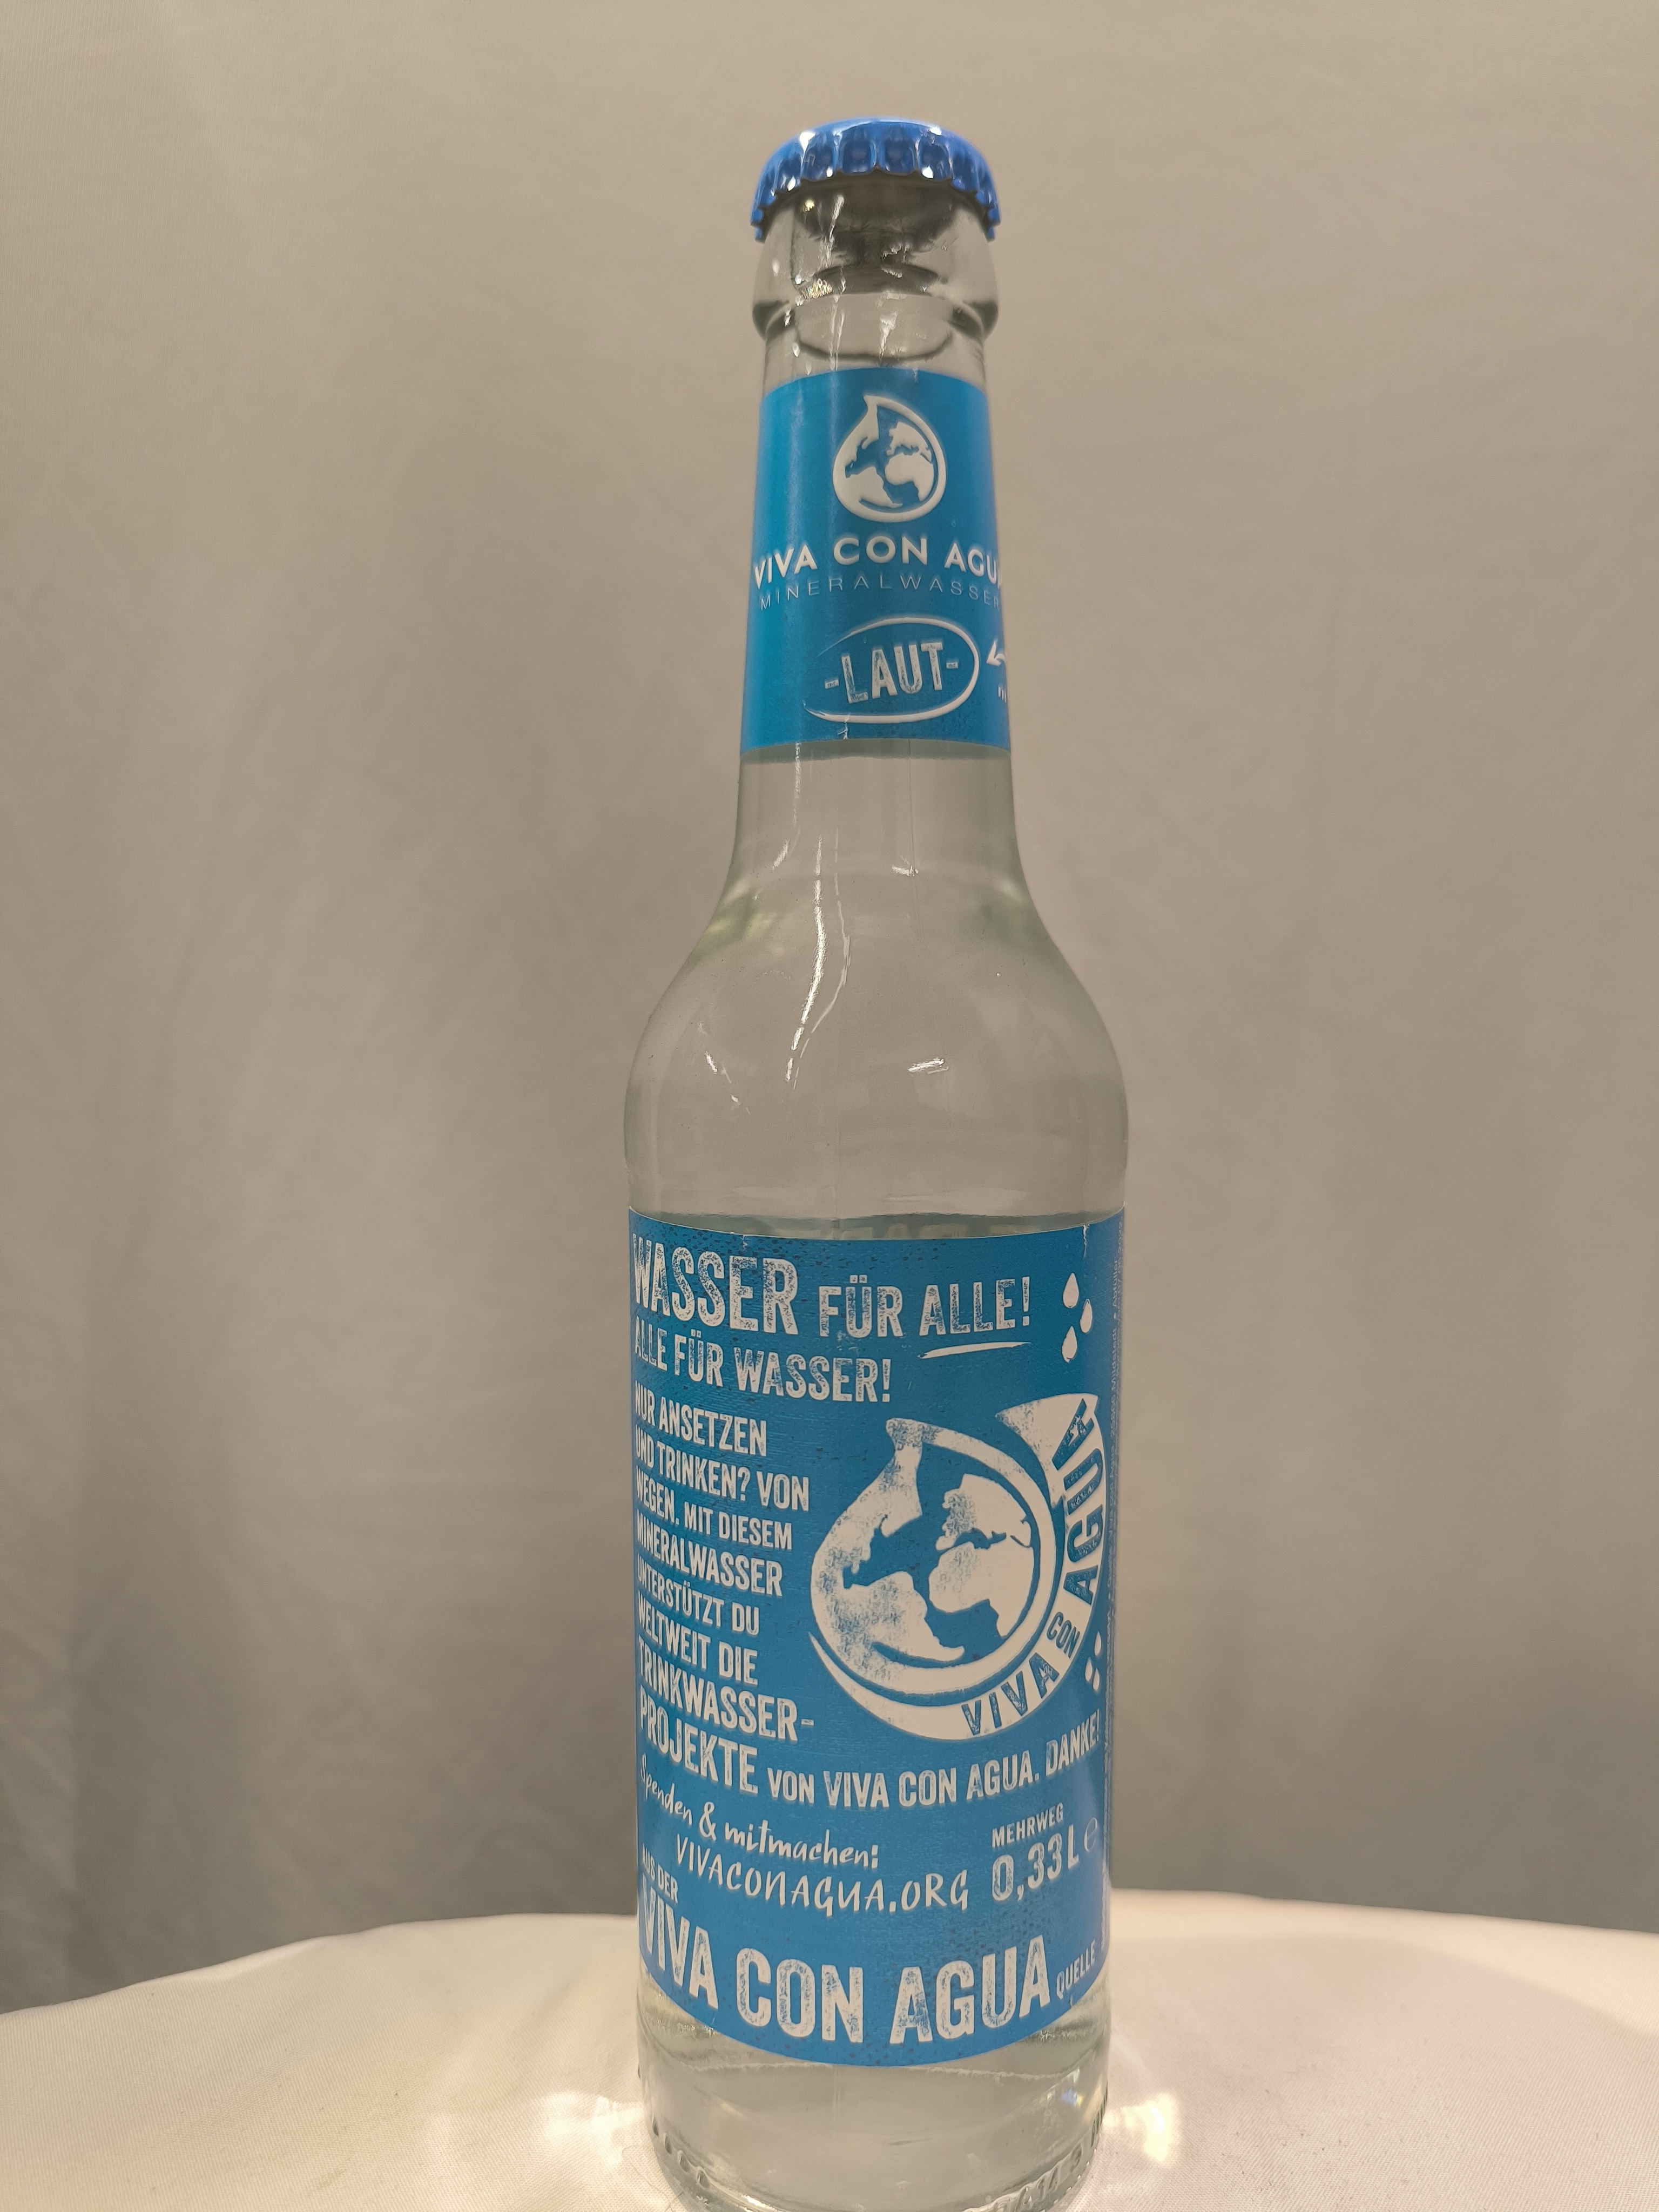 VIVA CON AGUA
MINERALWASSER
-LAUT-
WASSER FÜR ALLE!
ALLE FÜR WASSER!
NUR ANSETZEN
UND TRINKEN? VON
WEGEN. MIT DIESEM
MINERALWASSER
UNTERSTÜTZT DU
WELTWEIT DIE
TRINKWASSER-
PROJEKTE VON VIVA CON AGUA. DANKE!
VIVA CON AGUA
Spenden & mitmachen:
VIVACONAGUA.ORG
MEHRWEG
0,33L e
AUS DER
VIVA CON AGUA QUELLE